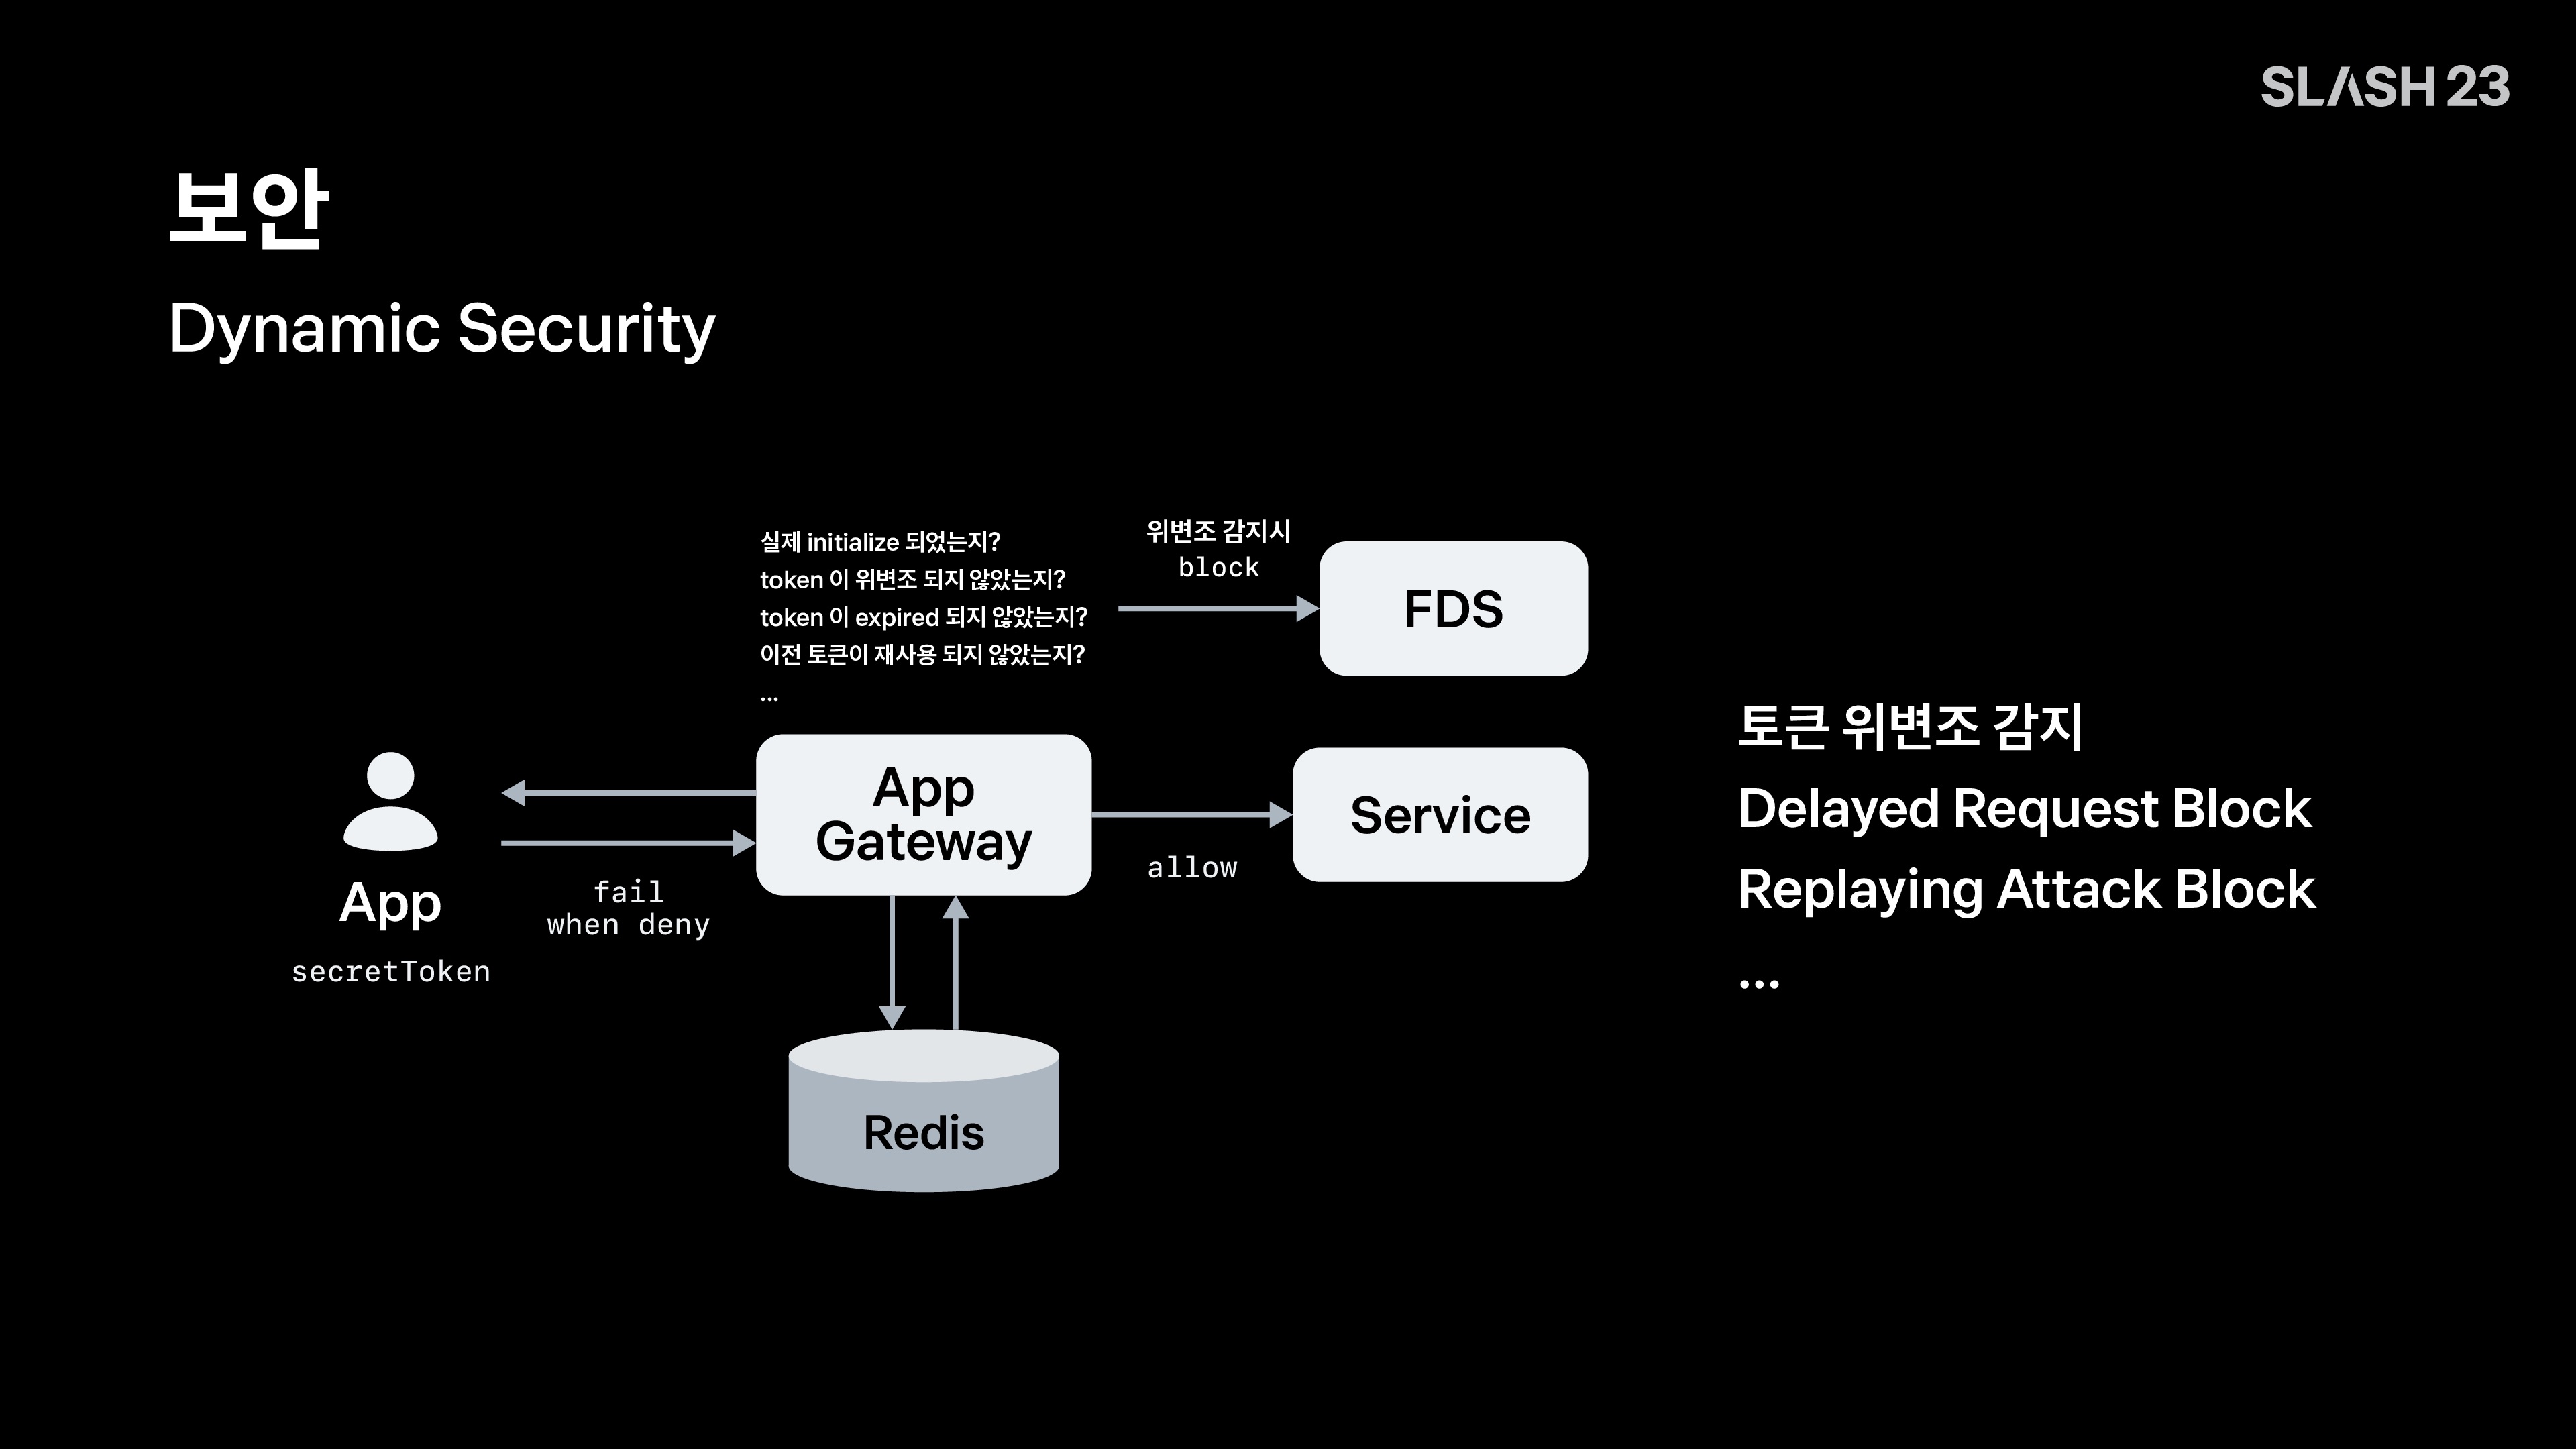 SLASH 23
보안
Dynamic Security
실제 initialize 되었는지?
token 이 위변조 되지 않았는지?
token 이 expired 되지 않았는지?
이전 토큰이 재사용 되지 않았는지?
...
위변조 감지시
block
FDS
App
Gateway
Service
allow
App
secretToken
fail
when deny
Redis
토큰 위변조 감지
Delayed Request Block
Replaying Attack Block
...